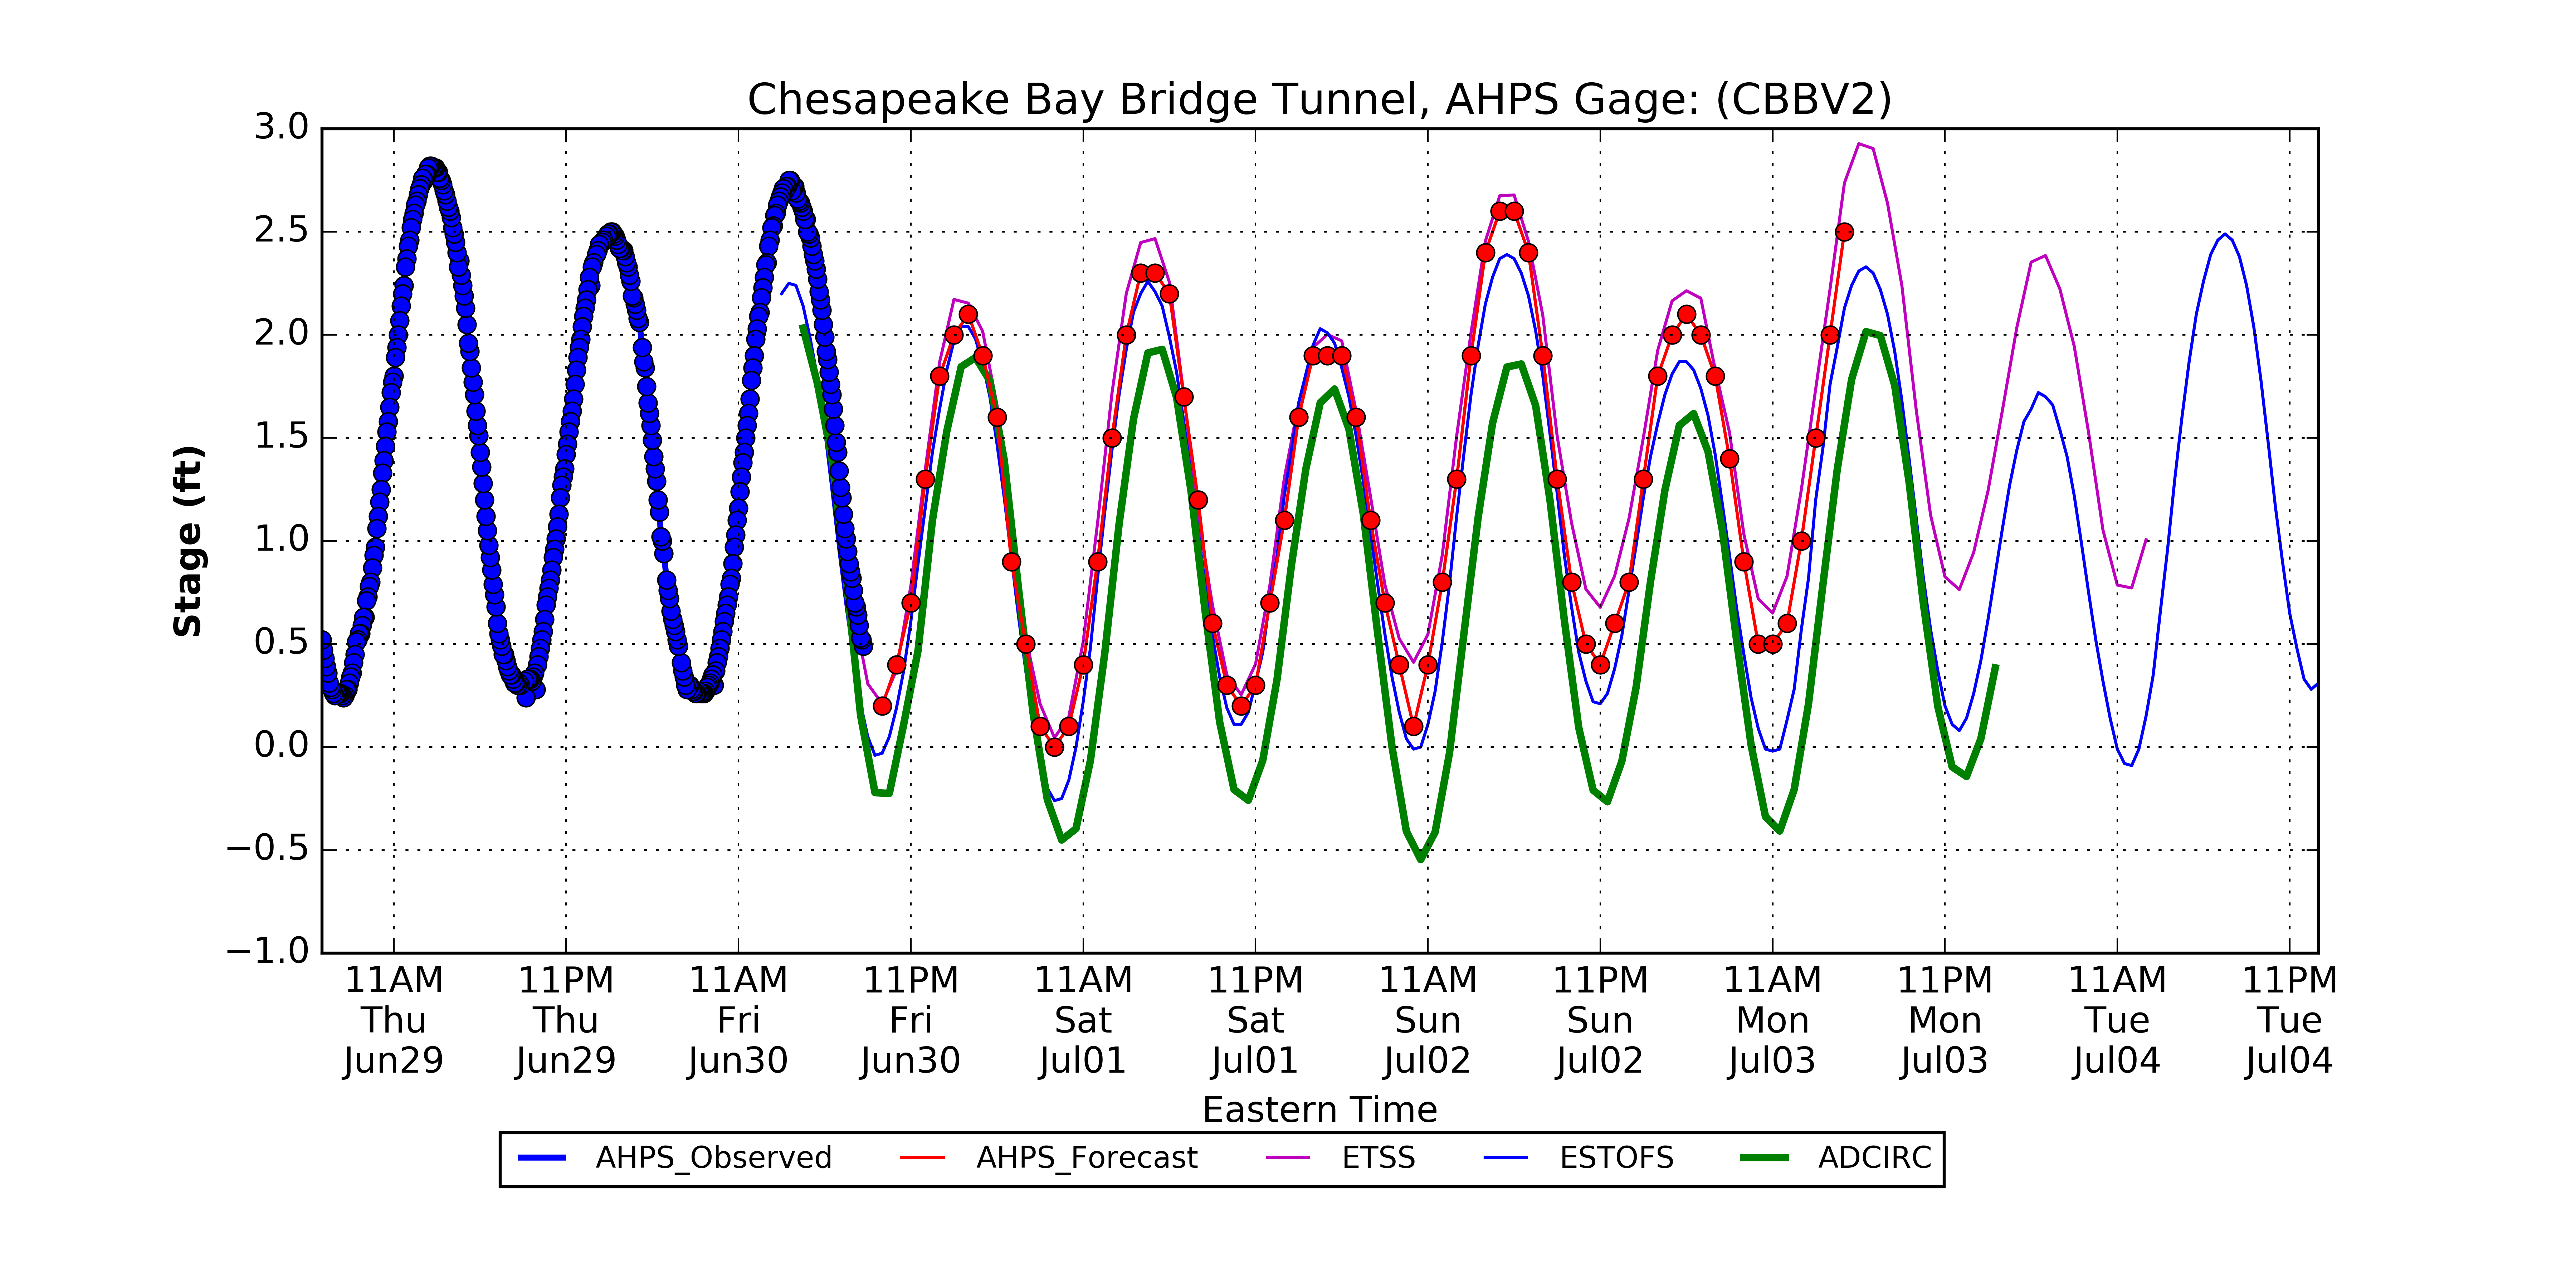 Chesapeake Bay Bridge Tunnel, AHPS Gage: (CBBV2)
3.0
2.5
2.0
1.5
1.0
0.5
0.0
−0.5
−1.0
Stage (ft)
11AM 11PM 11AM 11PM 11AM 11PM 11AM 11PM 11AM 11PM 11AM 11PM
Thu Thu Fri Fri Sat Sat Sun Sun Mon Mon Tue Tue
Jun29 Jun29 Jun30 Jun30 Jul01 Jul01 Jul02 Jul02 Jul03 Jul03 Jul04 Jul04
Eastern Time
AHPS_Observed AHPS_Forecast ETSS ESTOFS ADCIRC